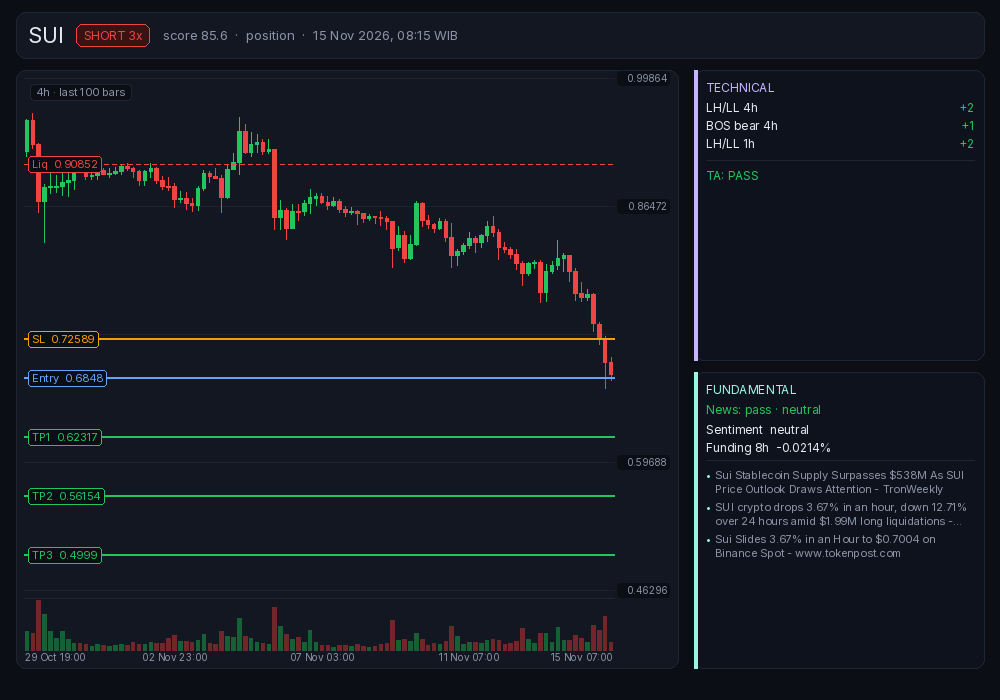 SUI SHORT 3x score 85.6 · position · 15 Nov 2026, 08:15 WIB
4h · last 100 bars
0.99864
Liq 0.90852
0.86472
SL 0.72589
Entry 0.6848
TP1 0.62317
0.59688
TP2 0.56154
TP3 0.4999
0.46296
29 Oct 19:00 02 Nov 23:00 07 Nov 03:00 11 Nov 07:00 15 Nov 07:00
TECHNICAL
LH/LL 4h +2
BOS bear 4h +1
LH/LL 1h +2
TA: PASS
FUNDAMENTAL
News: pass · neutral
Sentiment neutral
Funding 8h -0.0214%
• Sui Stablecoin Supply Surpasses $538M As SUI
Price Outlook Draws Attention - TronWeekly
• SUI crypto drops 3.67% in an hour, down 12.71%
over 24 hours amid $1.99M long liquidations -...
• Sui Slides 3.67% in an Hour to $0.7004 on
Binance Spot - www.tokenpost.com